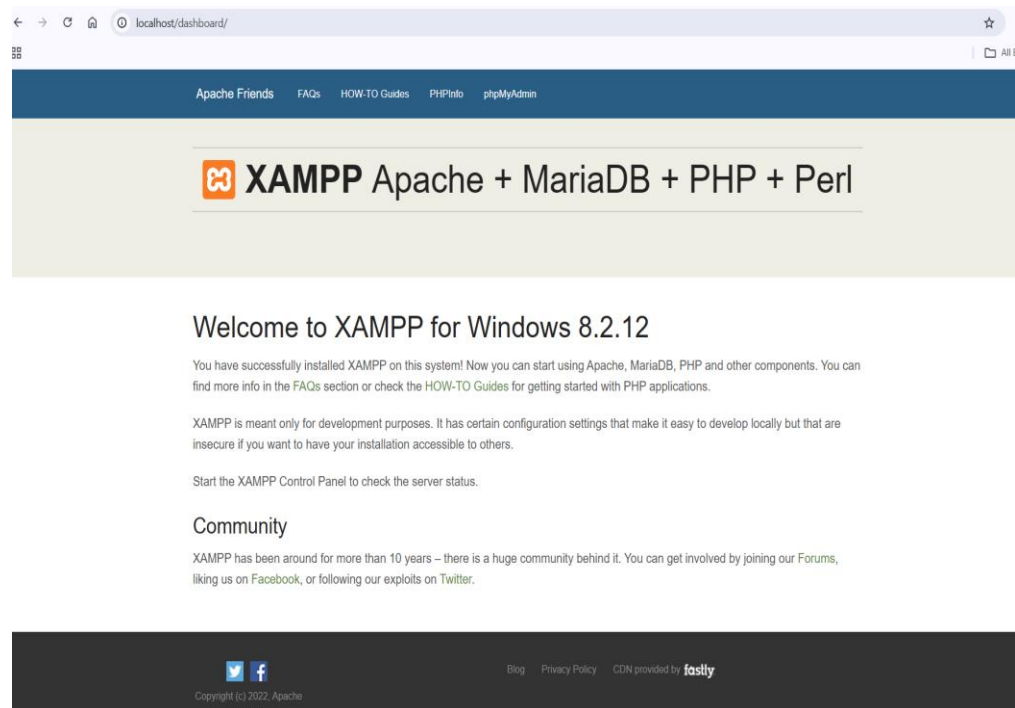 localhost/dashboard/
All
Apache Friends FAQs HOW-TO Guides PHPInfo phpMyAdmin
XAMPP Apache + MariaDB + PHP + Perl
Welcome to XAMPP for Windows 8.2.12
You have successfully installed XAMPP on this system! Now you can start using Apache, MariaDB, PHP and other components. You can
find more info in the FAQs section or check the HOW-TO Guides for getting started with PHP applications.
XAMPP is meant only for development purposes. It has certain configuration settings that make it easy to develop locally but that are
insecure if you want to have your installation accessible to others.
Start the XAMPP Control Panel to check the server status.
Community
XAMPP has been around for more than 10 years – there is a huge community behind it. You can get involved by joining our Forums,
liking us on Facebook, or following our exploits on Twitter.
Blog Privacy Policy CDN provided by fastly
Copyright (c) 2022, Apache